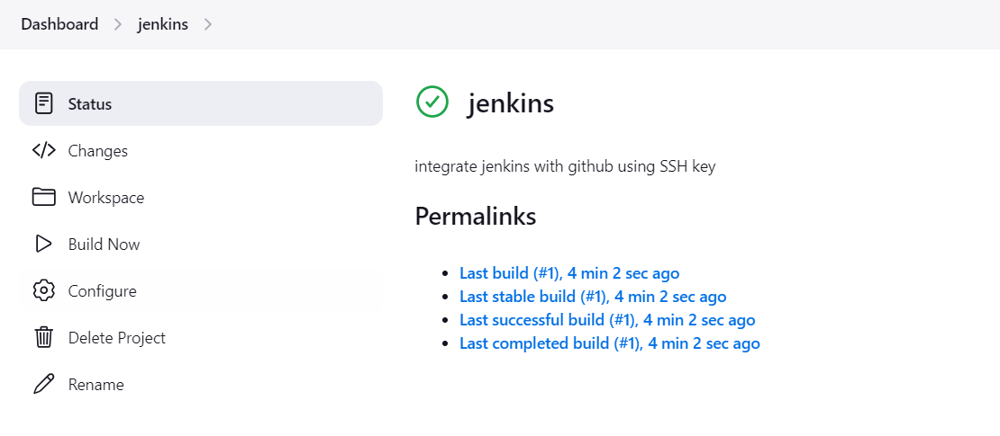 Dashboard > jenkins >
Status
Changes
Workspace
Build Now
Configure
Delete Project
Rename
jenkins
integrate jenkins with github using SSH key
Permalinks
Last build (#1), 4 min 2 sec ago
Last stable build (#1), 4 min 2 sec ago
Last successful build (#1), 4 min 2 sec ago
Last completed build (#1), 4 min 2 sec ago